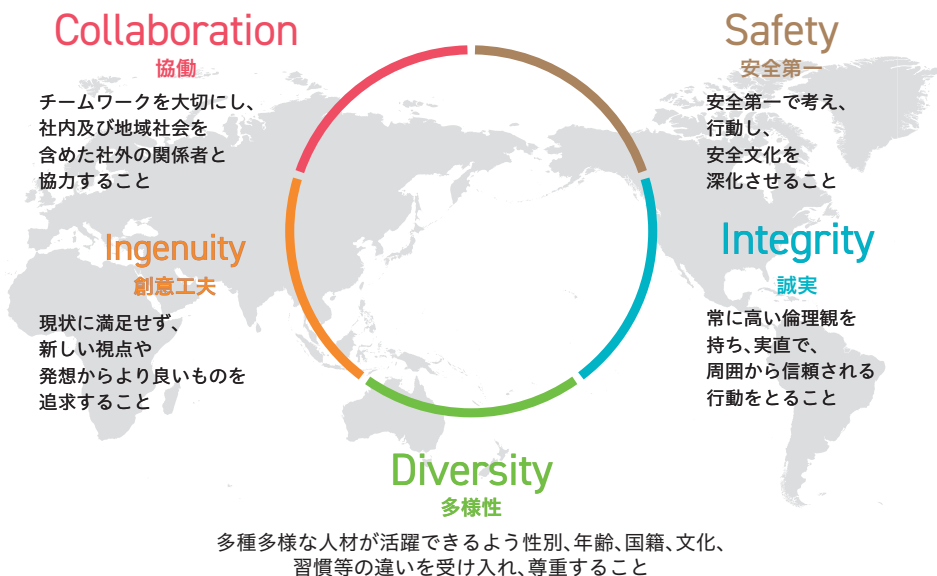 Collaboration
協働
チームワークを大切にし、
社内及び地域社会を
含めた社外の関係者と
協力すること
Safety
安全第一
安全第一で考え、
行動し、
安全文化を
深化させること
Ingenuity
創意工夫
現状に満足せず、
新しい視点や
発想からより良いものを
追求すること
Integrity
誠実
常に高い倫理観を
持ち、実直で、
周囲から信頼される
行動をとること
Diversity
多様性
多種多様な人材が活躍できるよう性別、年齢、国籍、文化、
習慣等の違いを受け入れ、尊重すること